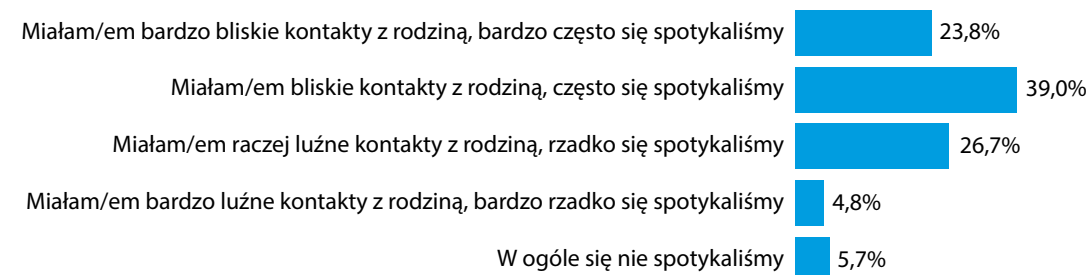 Miałam/em bardzo bliskie kontakty z rodziną, bardzo często się spotykaliśmy 23,8%
Miałam/em bliskie kontakty z rodziną, często się spotykaliśmy 39,0%
Miałam/em raczej luźne kontakty z rodziną, rzadko się spotykaliśmy 26,7%
Miałam/em bardzo luźne kontakty z rodziną, bardzo rzadko się spotykaliśmy 4,8%
W ogóle się nie spotykaliśmy 5,7%